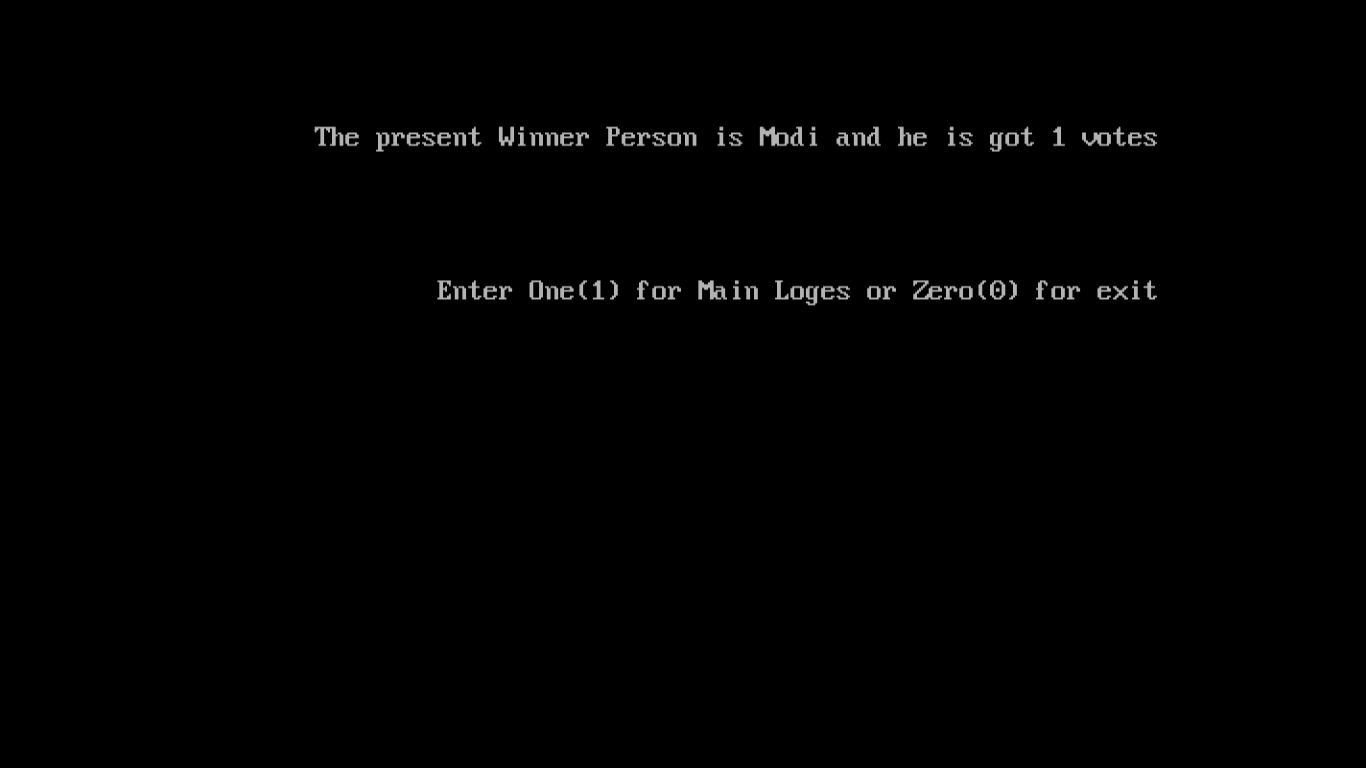 The present Winner Person is Modi and he is got 1 votes
Enter One(1) for Main Loges or Zero(0) for exit